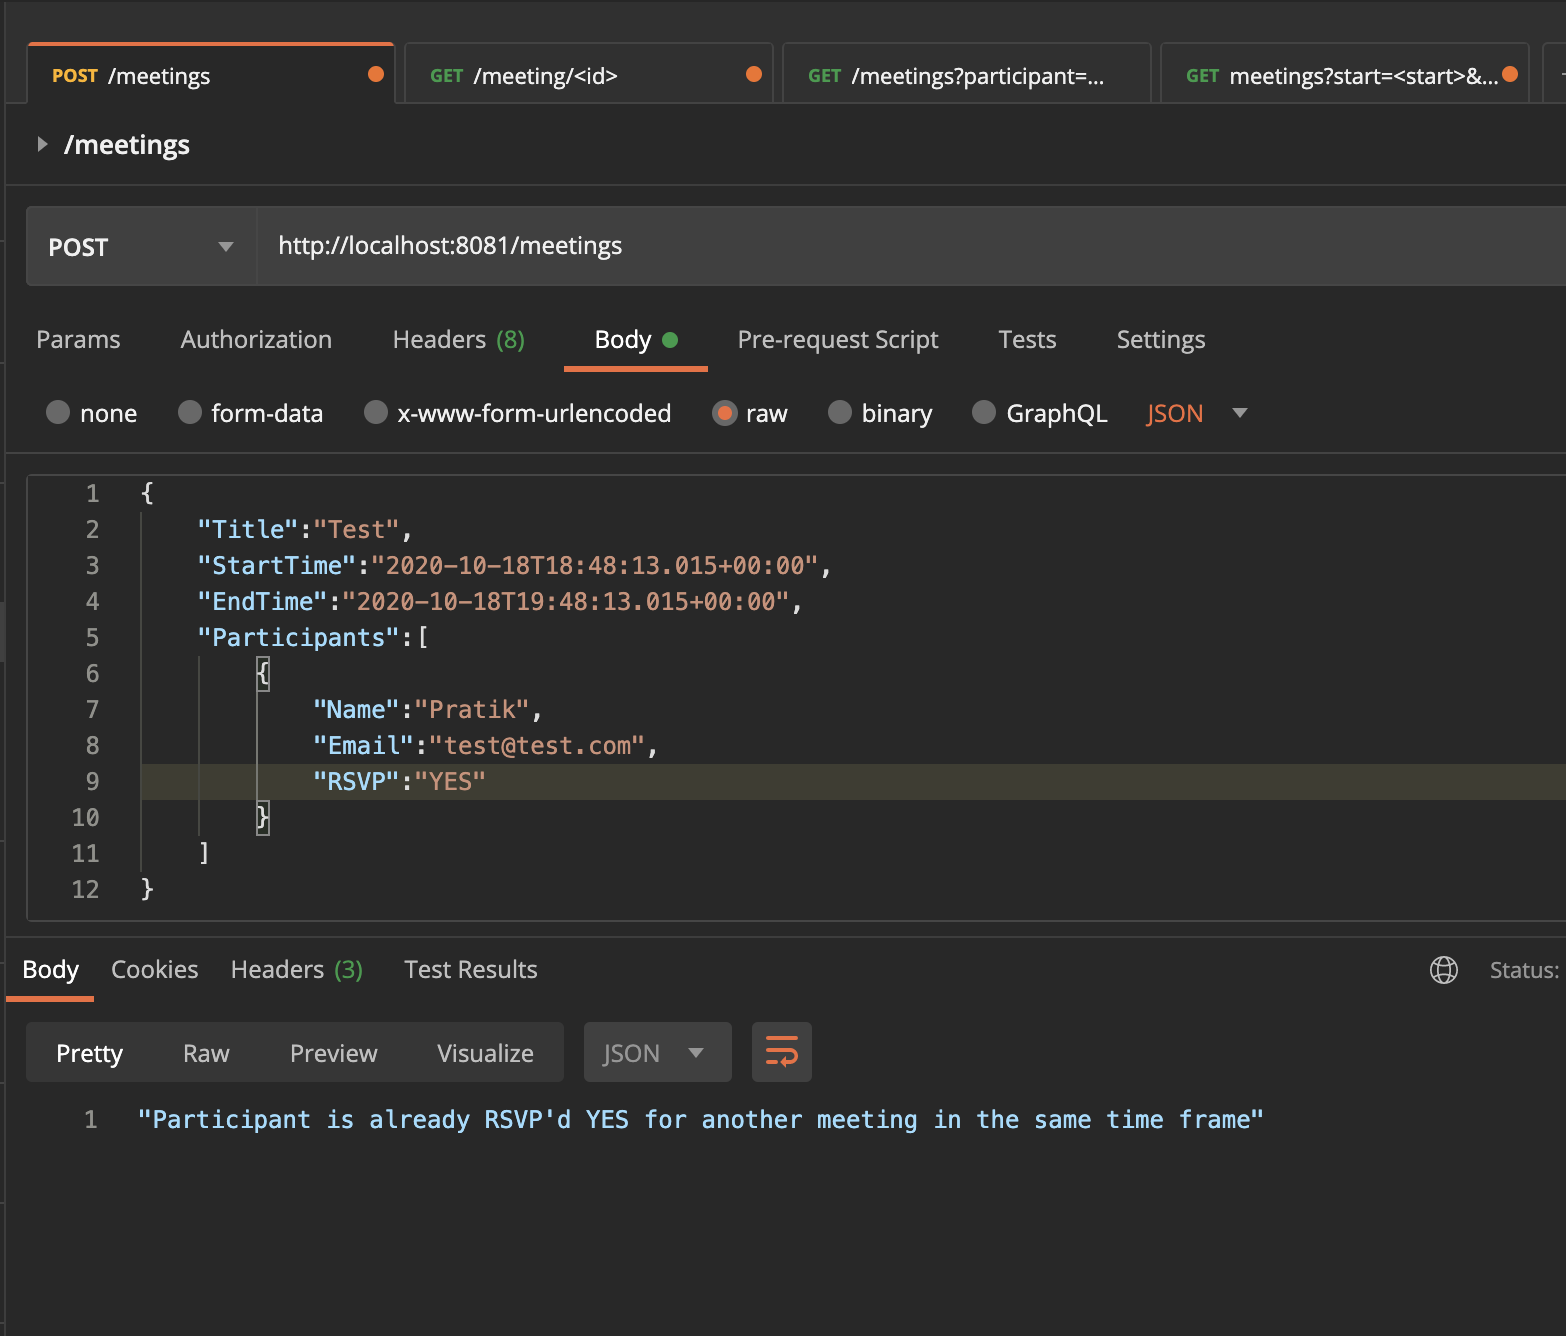 POST /meetings GET /meeting/<id> GET /meetings?participant=... GET meetings?start=<start>&...
/meetings
POST http://localhost:8081/meetings
Params Authorization Headers (8) Body Pre-request Script Tests Settings
none form-data x-www-form-urlencoded raw binary GraphQL JSON
1 {
2 "Title":"Test",
3 "StartTime":"2020-10-18T18:48:13.015+00:00",
4 "EndTime":"2020-10-18T19:48:13.015+00:00",
5 "Participants":[
6 {
7 "Name":"Pratik",
8 "Email":"test@test.com",
9 "RSVP":"YES"
10 }
11 ]
12 }
Body Cookies Headers (3) Test Results Status:
Pretty Raw Preview Visualize JSON
1 "Participant is already RSVP'd YES for another meeting in the same time frame"